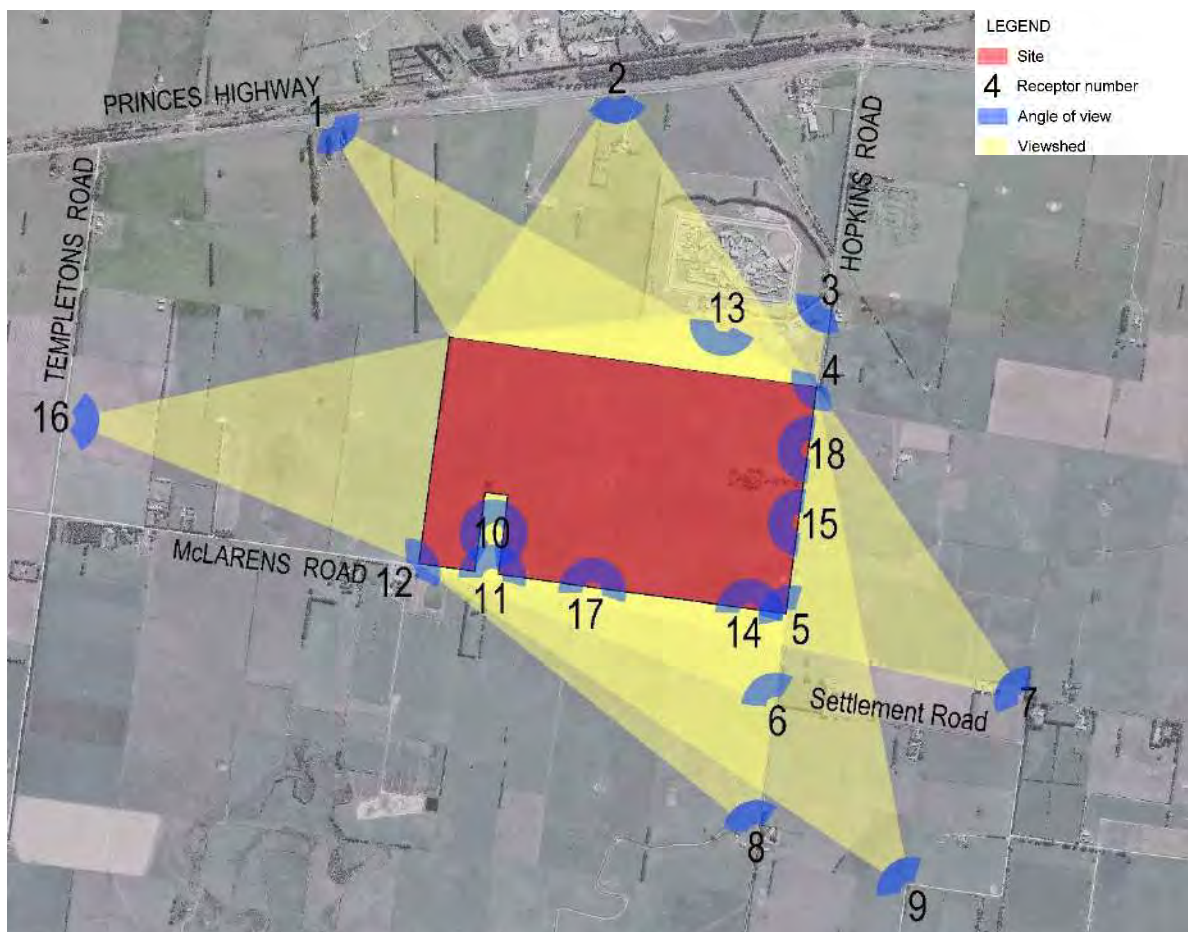 LEGEND
Site
4 Receptor number
Angle of view
Viewshed
PRINCES HIGHWAY
1
2
HOPKINS ROAD
TEMPLETONS ROAD
3
13
4
16
18
10
15
McLARENS ROAD
12
11
17
14
5
6
Settlement Road
7
8
9